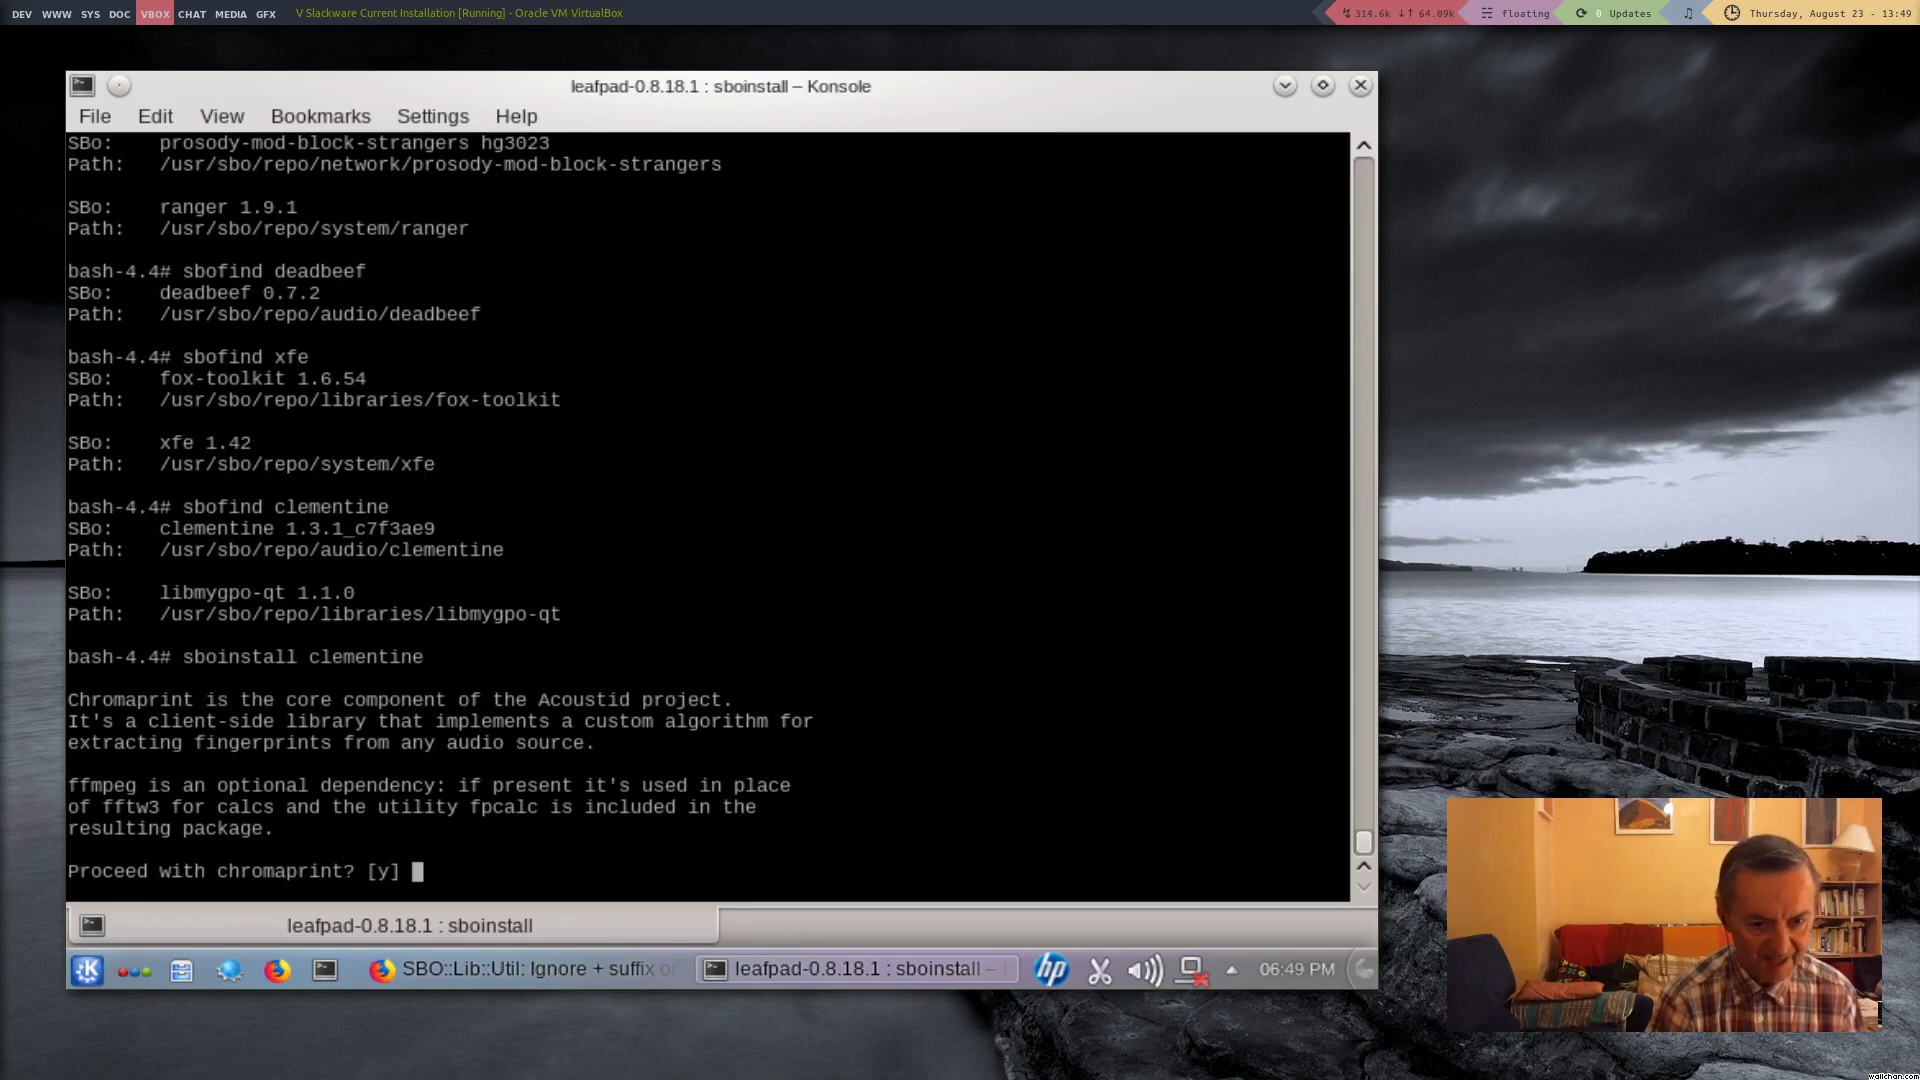 DEV WWW SYS DOC VBOX CHAT MEDIA GFX V Slackware Current Installation [Running] - Oracle VM VirtualBox 314.6k 64.09k floating 0 Updates Thursday, August 23 - 13:49
leafpad-0.8.18.1 : sboinstall – Konsole
File Edit View Bookmarks Settings Help
SBo: prosody-mod-block-strangers hg3023
Path: /usr/sbo/repo/network/prosody-mod-block-strangers
SBo: ranger 1.9.1
Path: /usr/sbo/repo/system/ranger
bash-4.4# sbofind deadbeef
SBo: deadbeef 0.7.2
Path: /usr/sbo/repo/audio/deadbeef
bash-4.4# sbofind xfe
SBo: fox-toolkit 1.6.54
Path: /usr/sbo/repo/libraries/fox-toolkit
SBo: xfe 1.42
Path: /usr/sbo/repo/system/xfe
bash-4.4# sbofind clementine
SBo: clementine 1.3.1_c7f3ae9
Path: /usr/sbo/repo/audio/clementine
SBo: libmygpo-qt 1.1.0
Path: /usr/sbo/repo/libraries/libmygpo-qt
bash-4.4# sboinstall clementine
Chromaprint is the core component of the Acoustid project.
It's a client-side library that implements a custom algorithm for
extracting fingerprints from any audio source.
ffmpeg is an optional dependency: if present it's used in place
of fftw3 for calcs and the utility fpcalc is included in the
resulting package.
Proceed with chromaprint? [y]
leafpad-0.8.18.1 : sboinstall
SBO::Lib::Util: Ignore + suffix o leafpad-0.8.18.1 : sboinstall – hp 06:49 PM
wallchan.com